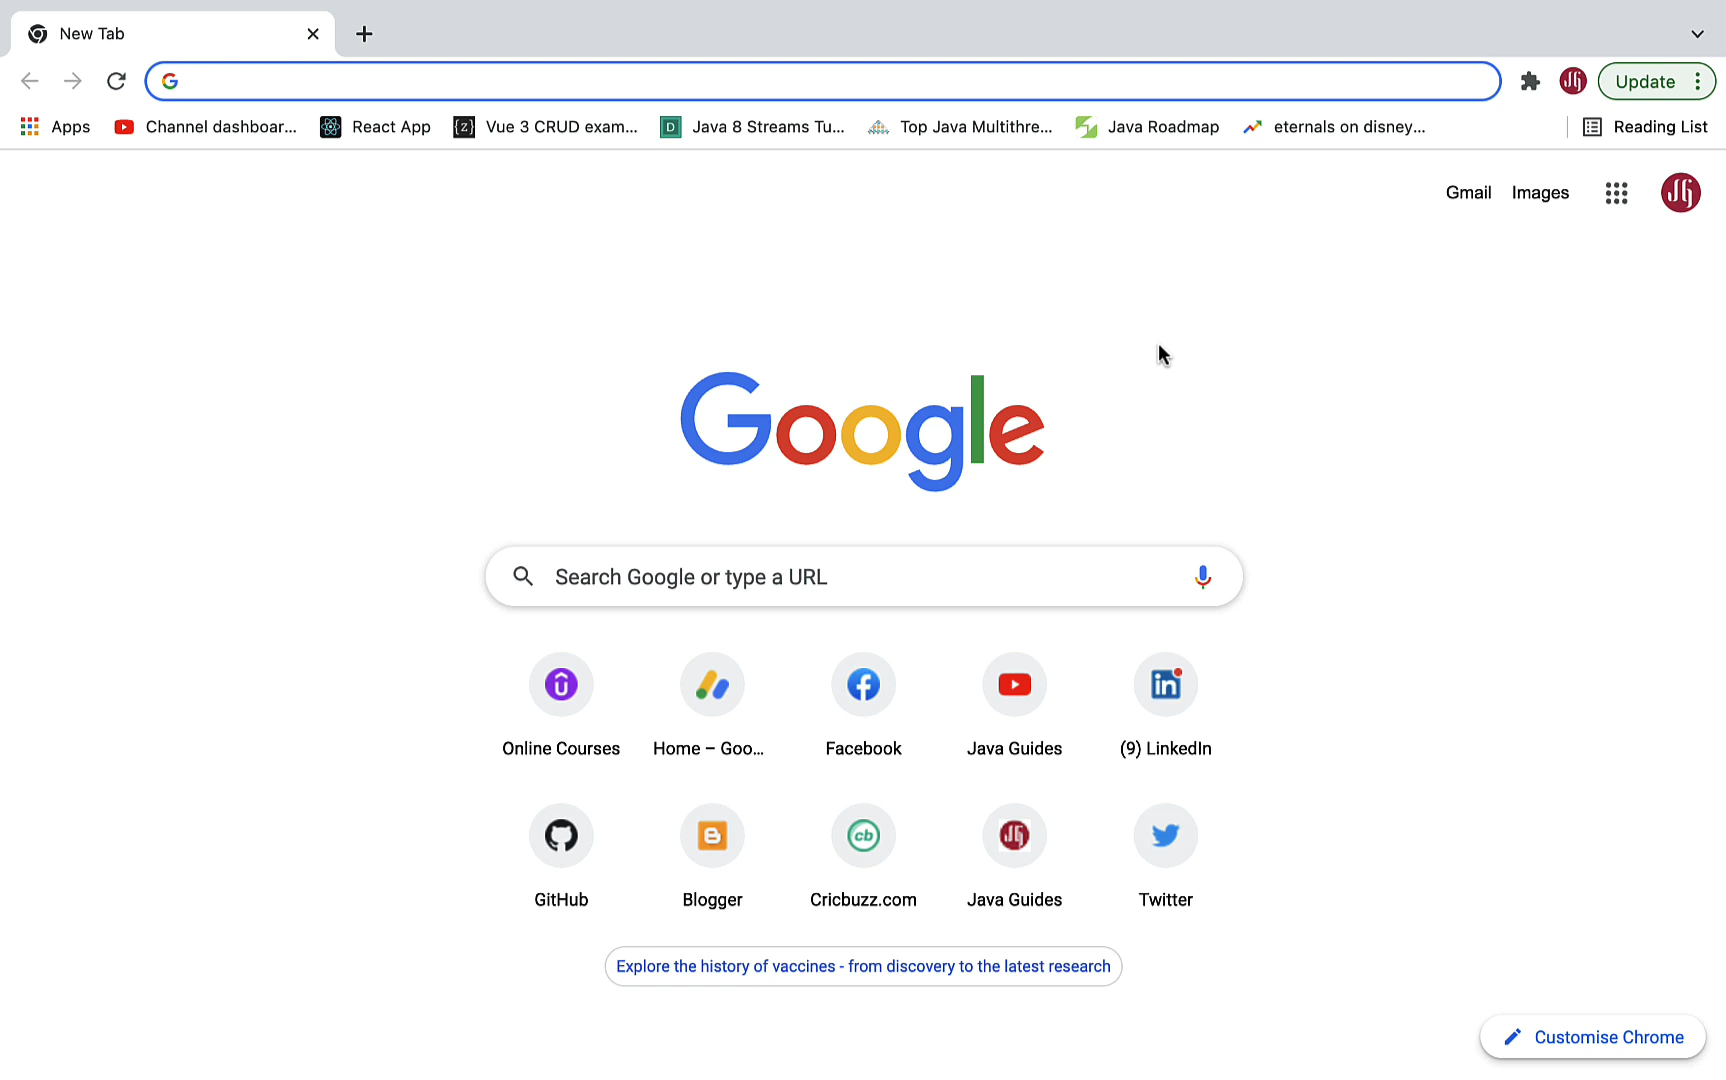 New Tab
Update
Apps
Channel dashboar...
React App
Vue 3 CRUD exam...
Java 8 Streams Tu...
Top Java Multithre...
Java Roadmap
eternals on disney...
Reading List
Gmail
Images
Google
Search Google or type a URL
Online Courses
Home – Goo...
Facebook
Java Guides
(9) LinkedIn
GitHub
Blogger
Cricbuzz.com
Java Guides
Twitter
Explore the history of vaccines - from discovery to the latest research
Customise Chrome